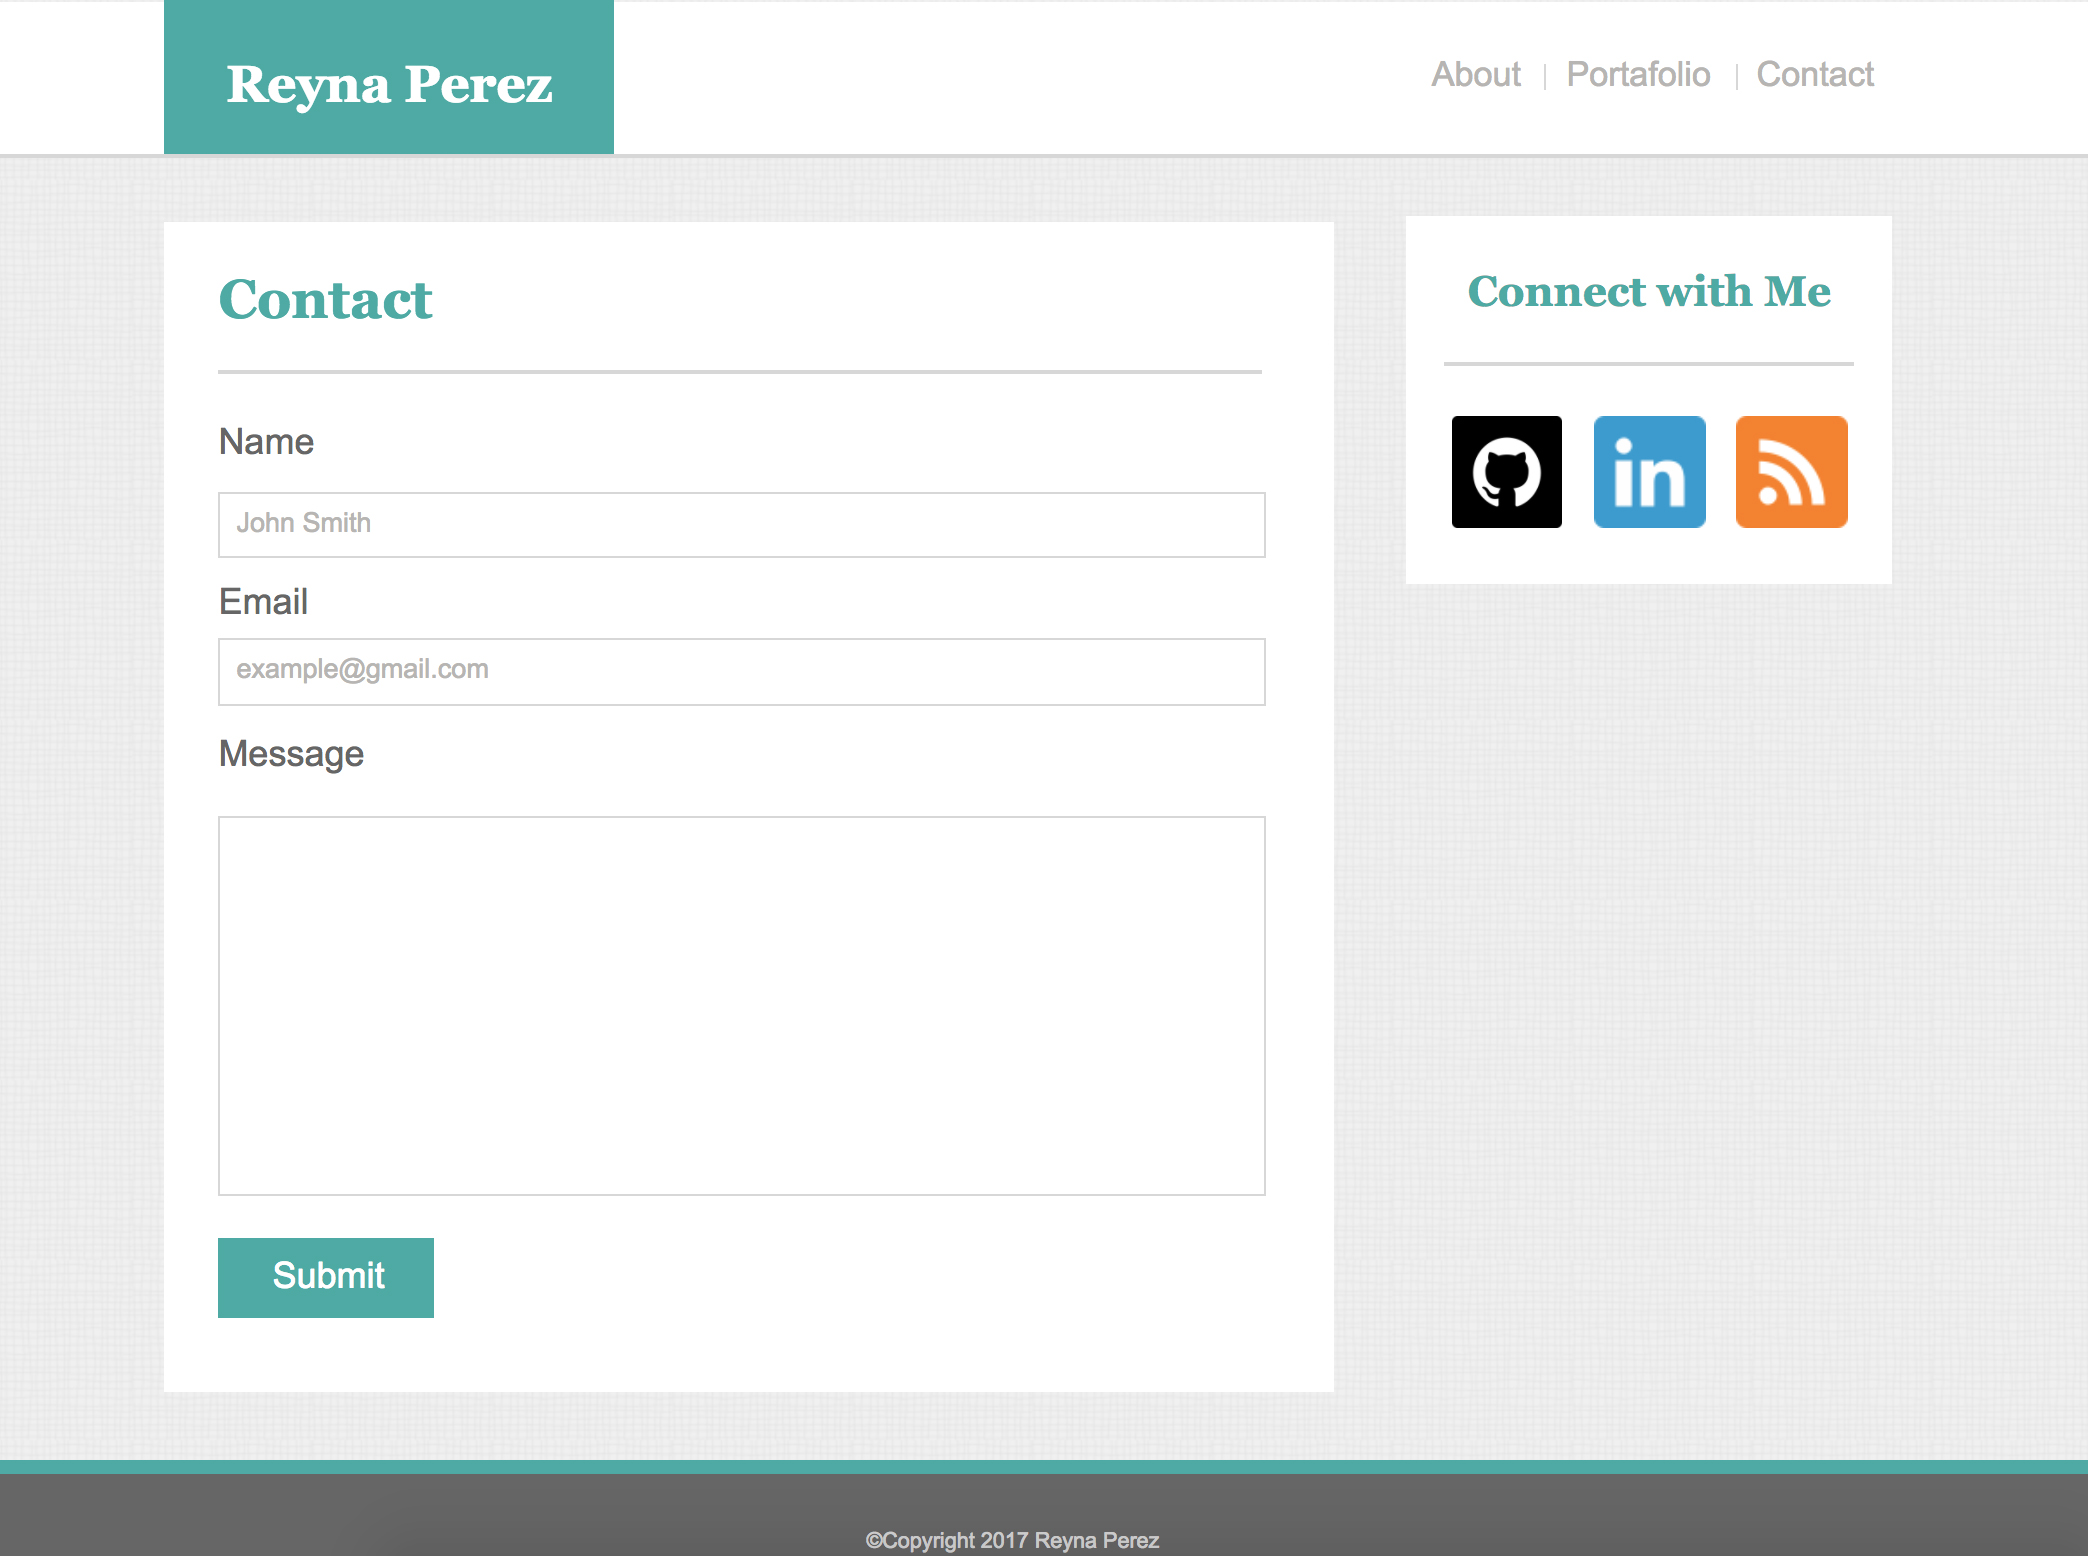 Reyna Perez
About | Portafolio | Contact
Contact
Name
John Smith
Email
example@gmail.com
Message
Submit
Connect with Me
in
©Copyright 2017 Reyna Perez